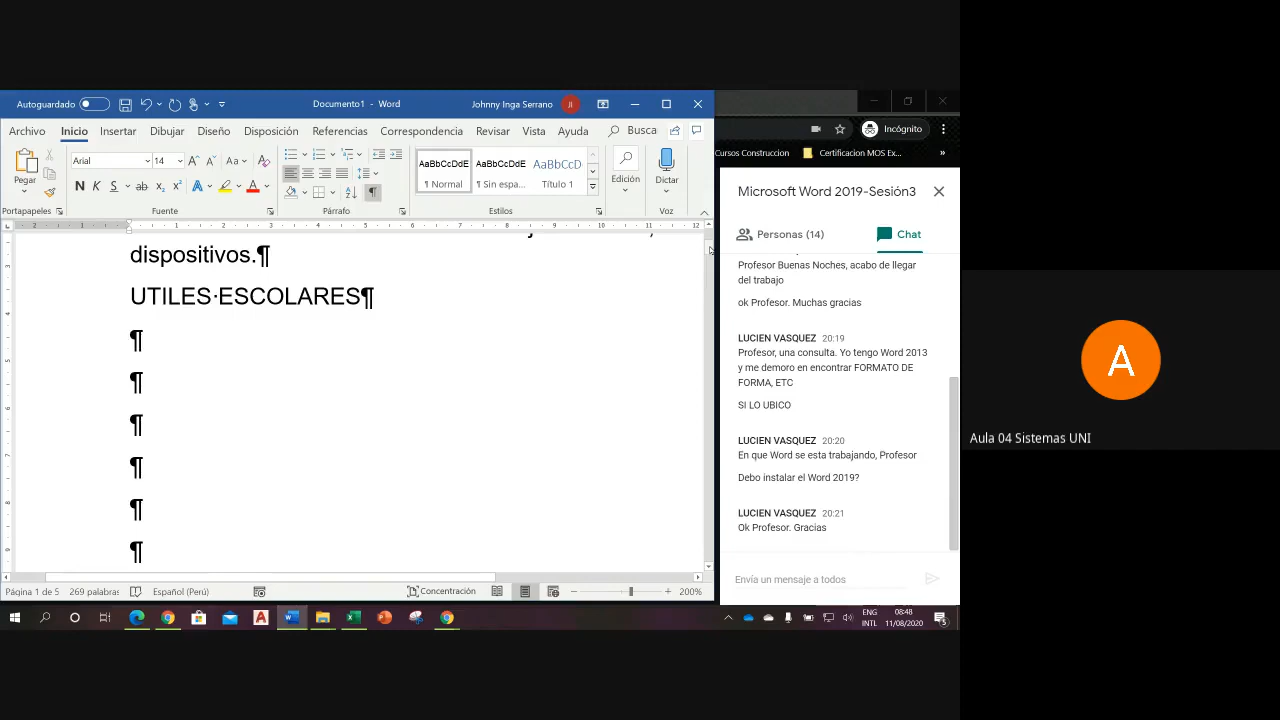 Autoguardado
Documento1 - Word
Johnny Inga Serrano
JI
Archivo Inicio Insertar Dibujar Diseño Disposición Referencias Correspondencia Revisar Vista Ayuda Busca
Pegar
Portapapeles
Arial 14
N K S ab x₂ x²
Fuente
Párrafo
AaBbCcDdE AaBbCcDdE AaBbCcD
¶ Normal ¶ Sin espa... Título 1
Estilos
Edición
Dictar
Voz
dispositivos.¶
UTILES·ESCOLARES¶
¶
¶
¶
¶
¶
¶
Página 1 de 5 269 palabras Español (Perú) Concentración 200%
Incógnito
Cursos Construccion Certificacion MOS Ex... »
Microsoft Word 2019-Sesión3
Personas (14) Chat
Profesor Buenas Noches, acabo de llegar
del trabajo
ok Profesor. Muchas gracias
LUCIEN VASQUEZ 20:19
Profesor, una consulta. Yo tengo Word 2013
y me demoro en encontrar FORMATO DE
FORMA, ETC
SI LO UBICO
LUCIEN VASQUEZ 20:20
En que Word se esta trabajando, Profesor
Debo instalar el Word 2019?
LUCIEN VASQUEZ 20:21
Ok Profesor. Gracias
Envía un mensaje a todos
ENG
INTL
08:48
11/08/2020
5
A
Aula 04 Sistemas UNI